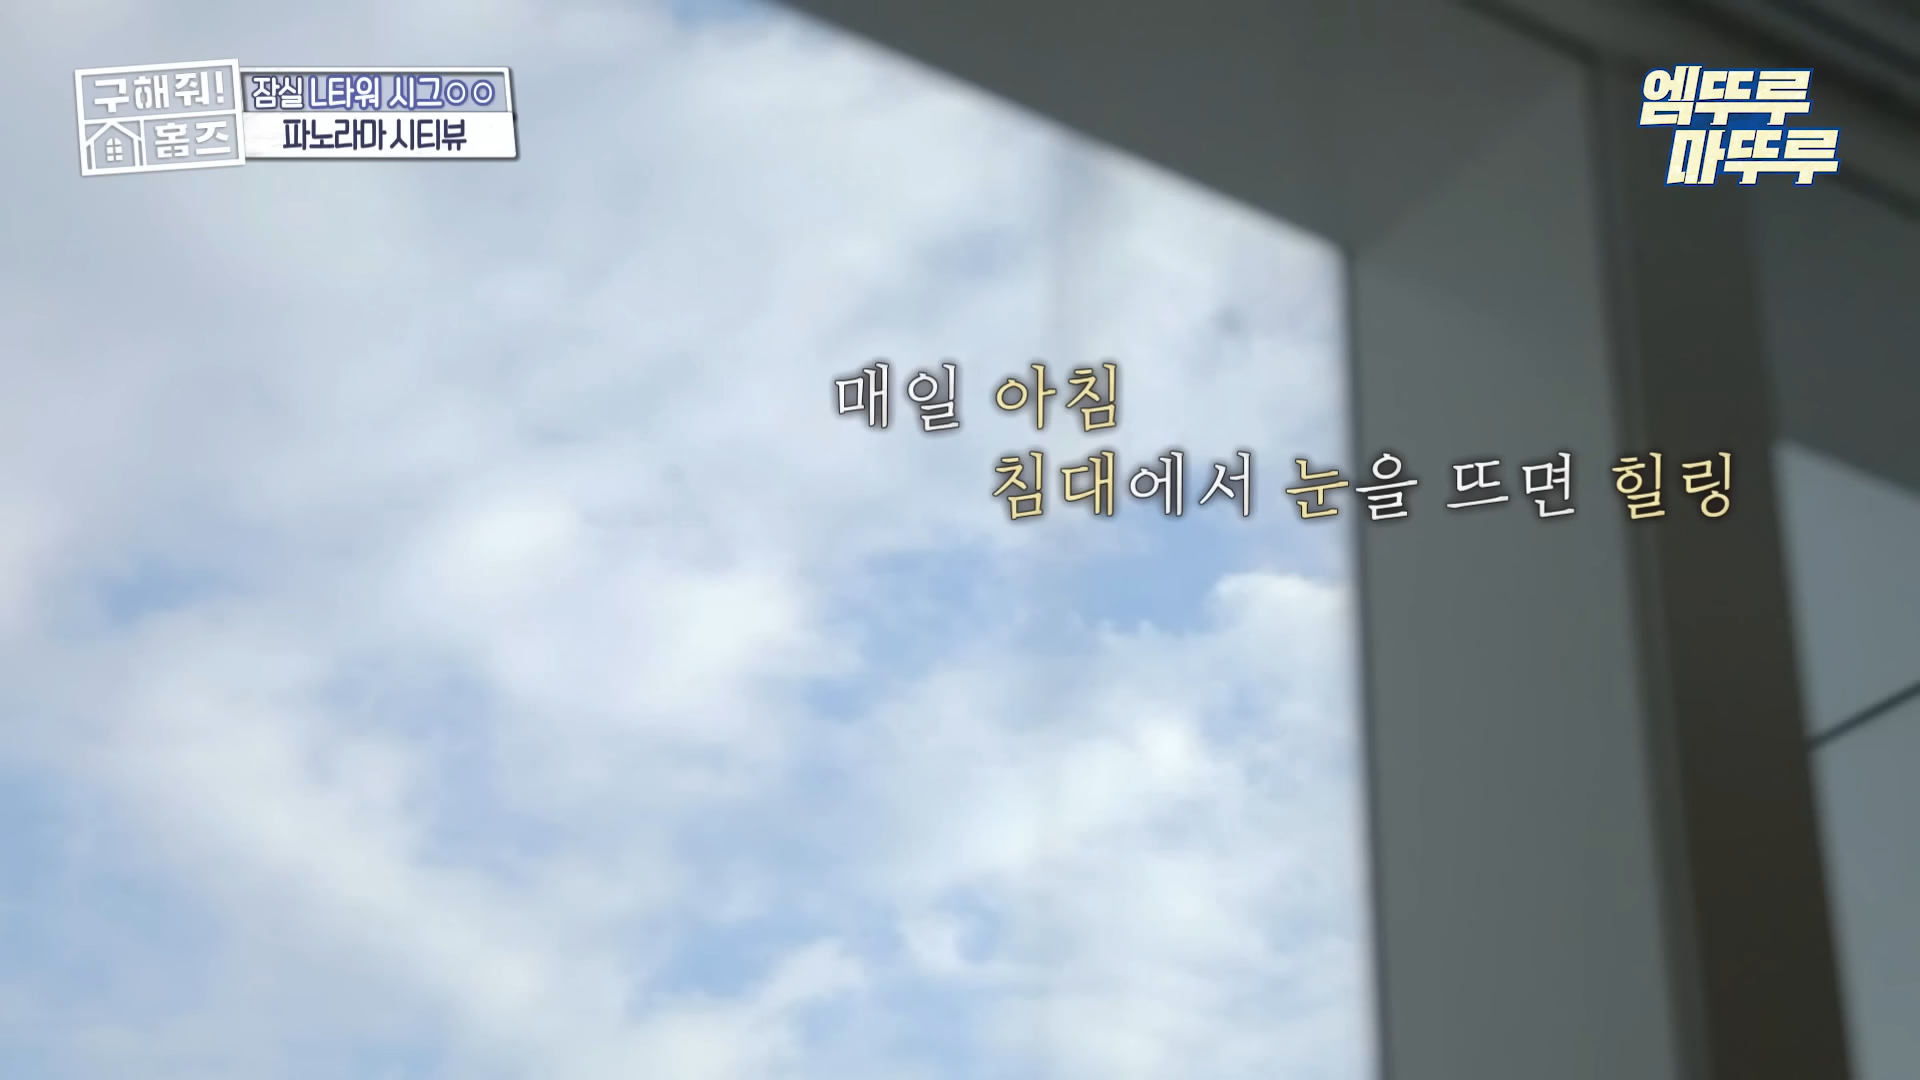 구해줘!
홈즈
잠실 L타워 시그○○
파노라마 시티뷰
엠뚜루
마뚜루
매일 아침
침대에서 눈을 뜨면 힐링